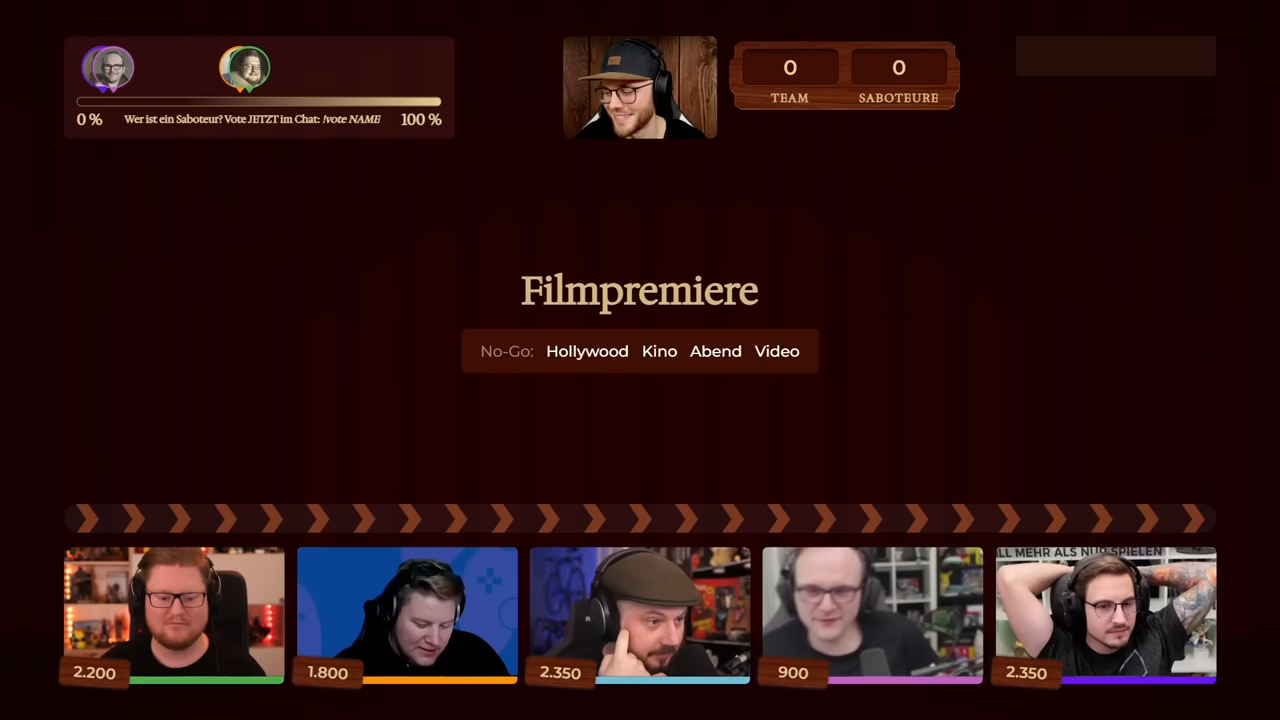 0 %
Wer ist ein Saboteur? Vote JETZT im Chat: !vote NAME
100 %
0
0
TEAM
SABOTEURE
Filmpremiere
No-Go: Hollywood Kino Abend Video
ALL MEHR ALS NUR SPIELEN
2.200
1.800
2.350
900
2.350